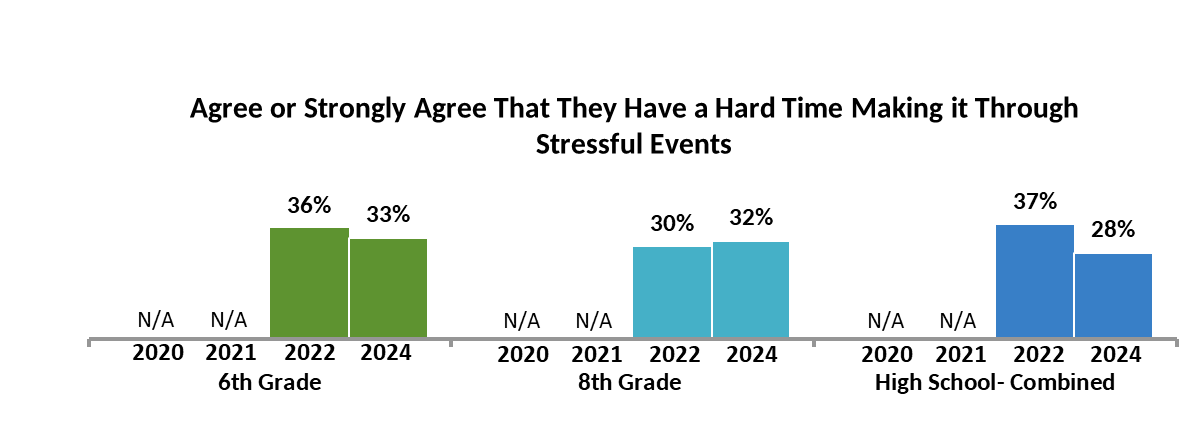 Agree or Strongly Agree That They Have a Hard Time Making it Through
Stressful Events
36% 33% 30% 32% 37% 28%
N/A N/A N/A N/A N/A N/A
2020 2021 2022 2024 2020 2021 2022 2024 2020 2021 2022 2024
6th Grade 8th Grade High School- Combined